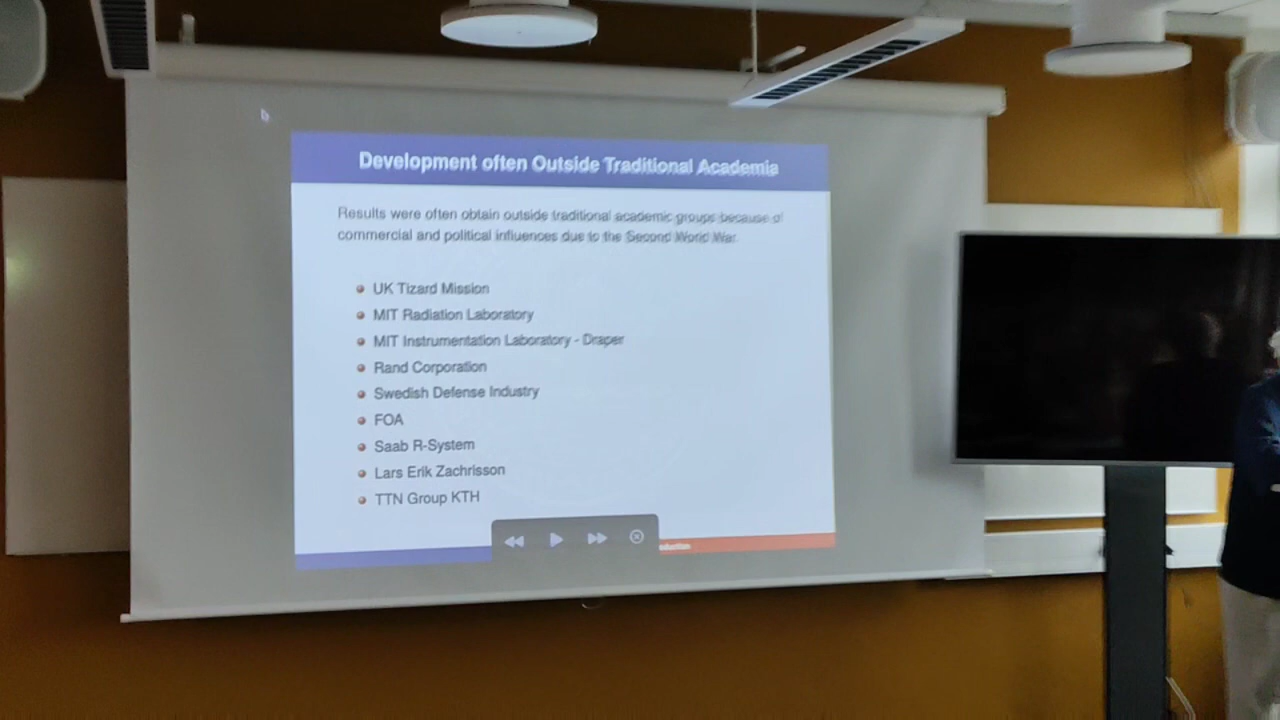 Development often Outside Traditional Academia
Results were often obtain outside traditional academic groups because of
commercial and political influences due to the Second World War.
UK Tizard Mission
MIT Radiation Laboratory
MIT Instrumentation Laboratory - Draper
Rand Corporation
Swedish Defense Industry
FOA
Saab R-System
Lars Erik Zachrisson
TTN Group KTH